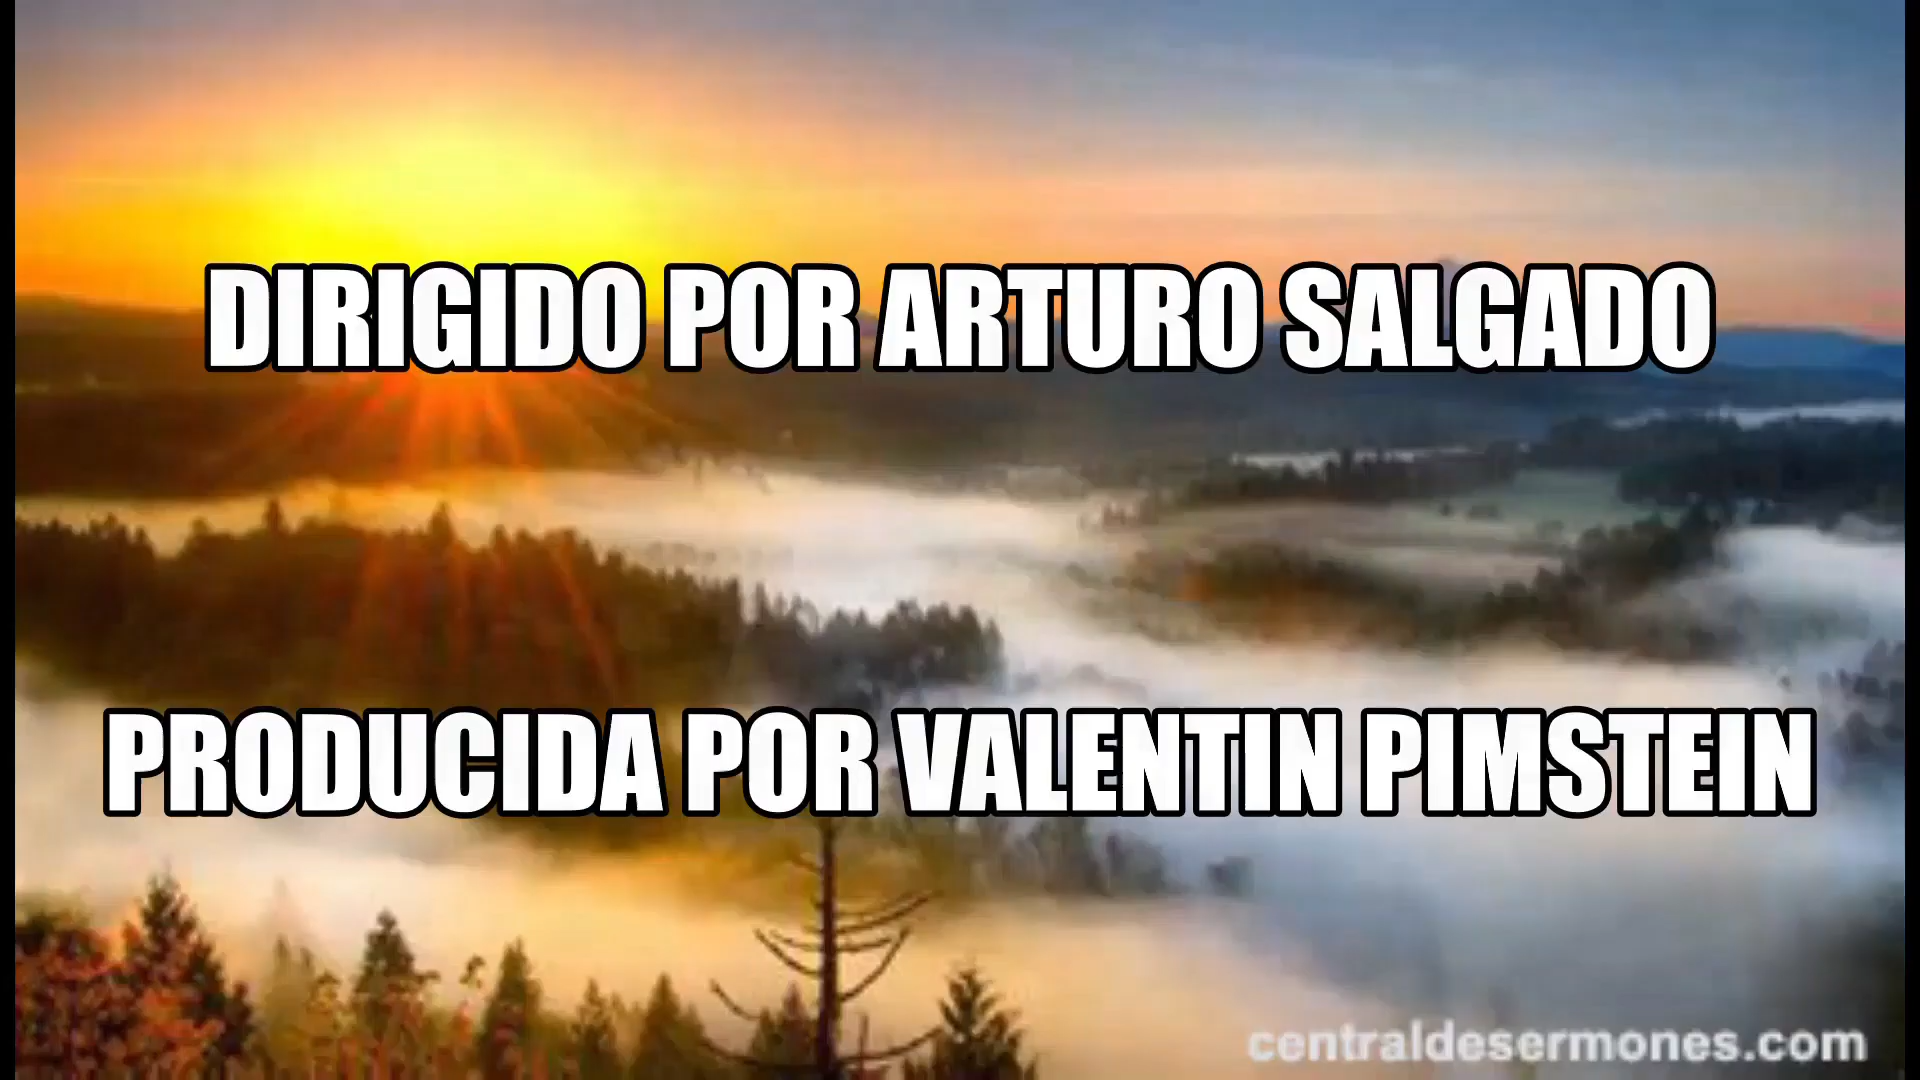 DIRIGIDO POR ARTURO SALGADO
PRODUCIDA POR VALENTIN PIMSTEIN
centraldesermones.com